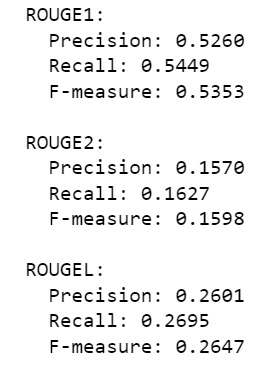 ROUGE1:
Precision: 0.5260
Recall: 0.5449
F-measure: 0.5353
ROUGE2:
Precision: 0.1570
Recall: 0.1627
F-measure: 0.1598
ROUGEL:
Precision: 0.2601
Recall: 0.2695
F-measure: 0.2647